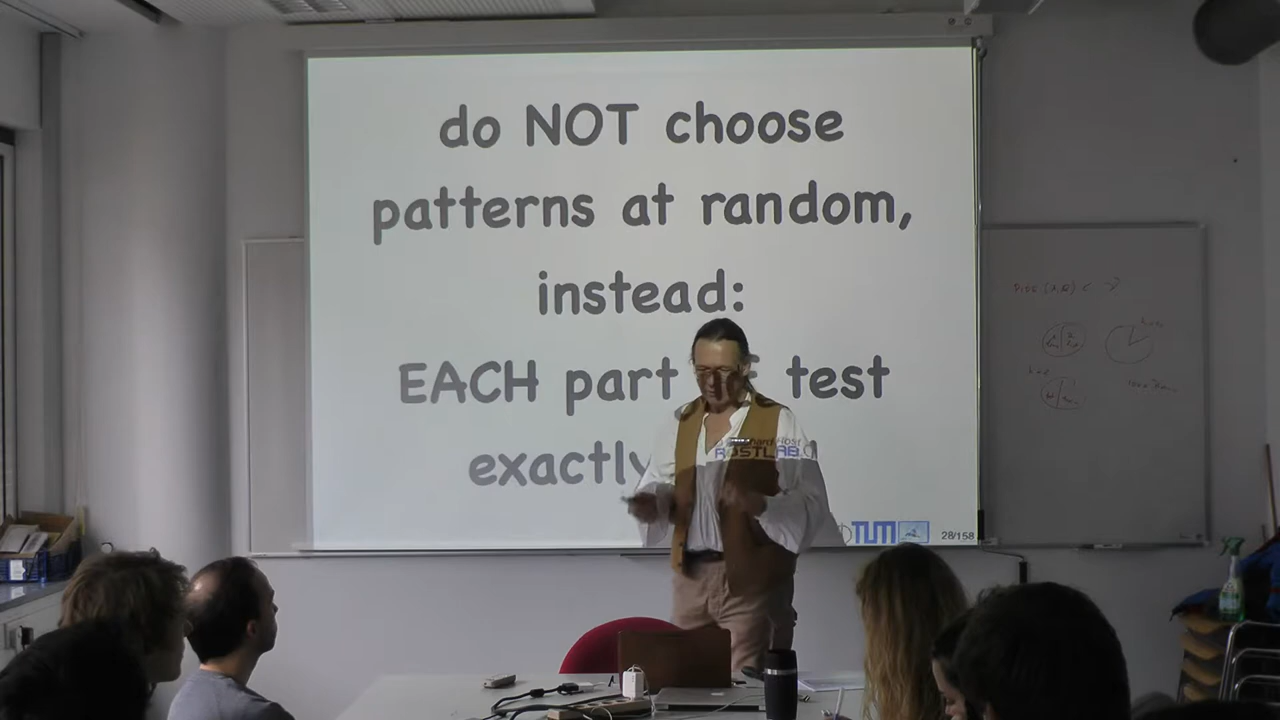 do NOT choose
patterns at random,
instead:
EACH part test
exactly
ROSTLAB
TUM
28/158